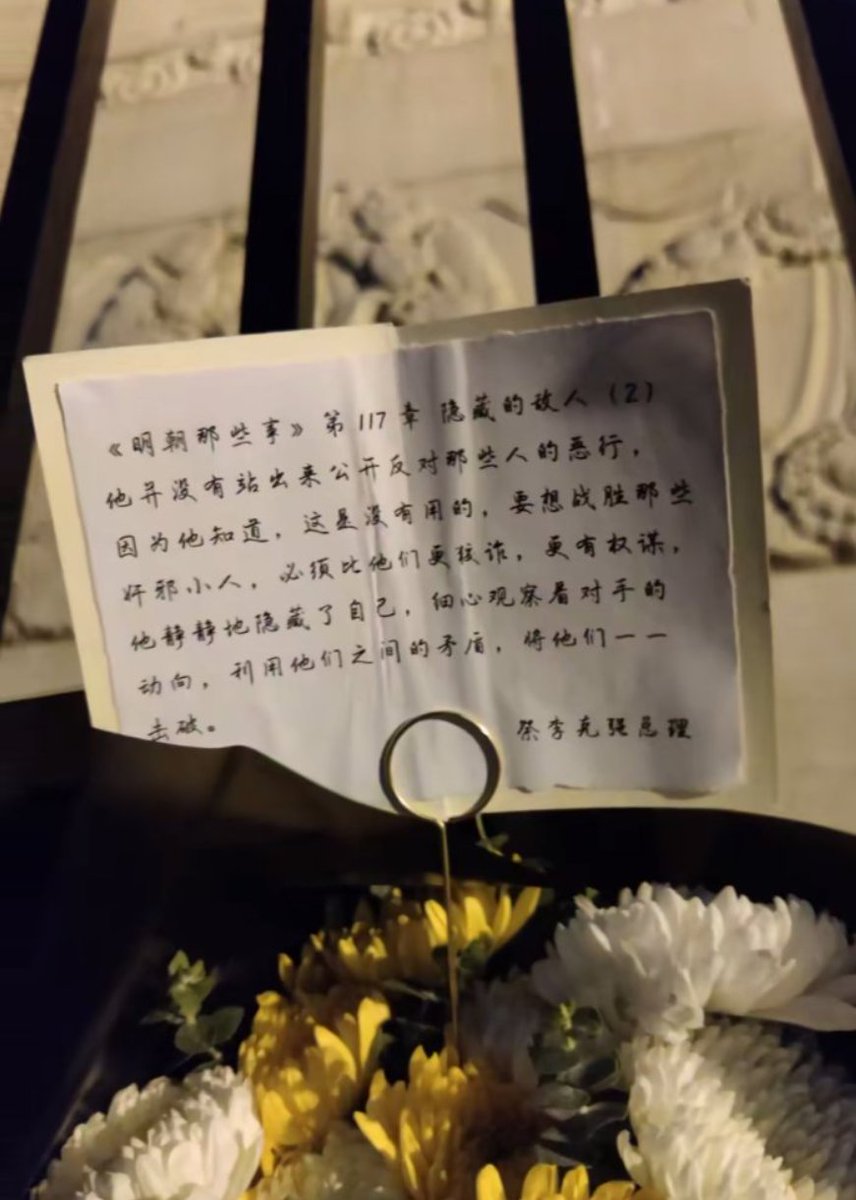 《明朝那些事》第117章 隐藏的敌人（2）
他并没有站出来公开反对那些人的恶行，
因为他知道，这是没有用的，要想战胜那些
奸邪小人，必须比他们更狡诈，更有权谋，
他静静地隐藏了自己，细心观察着对手的
动向，利用他们之间的矛盾，将他们一一
击破。
祭李克强总理